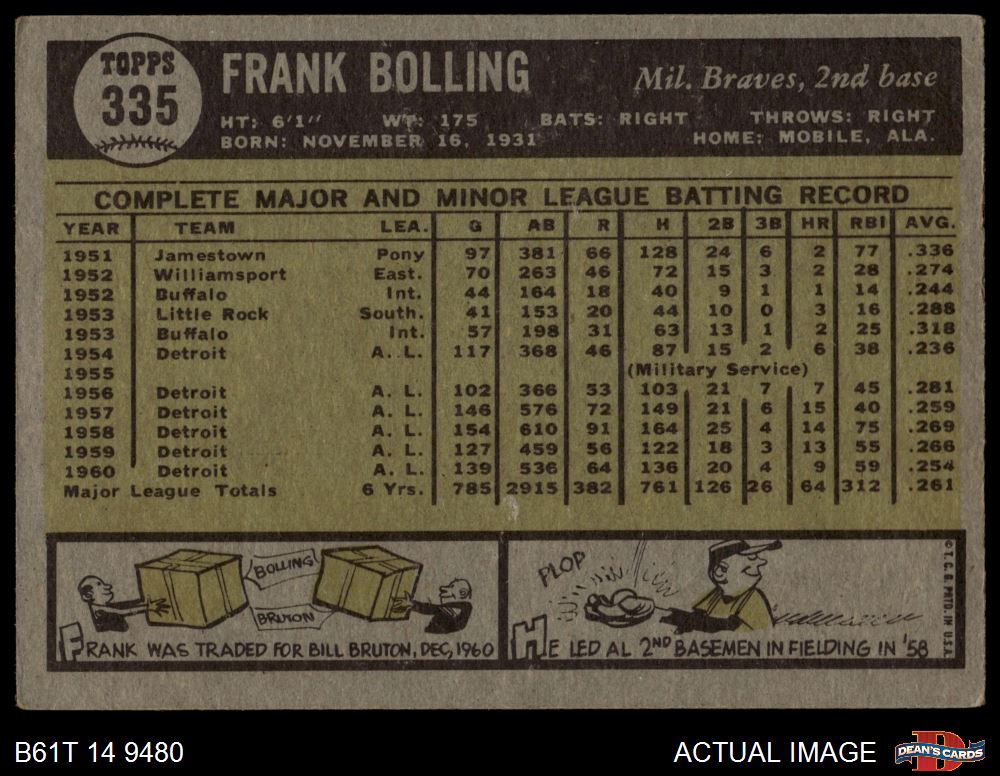 TOPPS
335
FRANK BOLLING
Mil. Braves, 2nd base
HT: 6'1" WT: 175 BATS: RIGHT THROWS: RIGHT
BORN: NOVEMBER 16, 1931 HOME: MOBILE, ALA.
COMPLETE MAJOR AND MINOR LEAGUE BATTING RECORD
YEAR TEAM LEA. G AB R H 2B 3B HR RBI AVG.
1951 Jamestown Pony 97 381 66 128 24 6 2 77 .336
1952 Williamsport East. 70 263 46 72 15 3 2 28 .274
1952 Buffalo Int. 44 164 18 40 9 1 1 14 .244
1953 Little Rock South. 41 153 20 44 10 0 3 16 .288
1953 Buffalo Int. 57 198 31 63 13 1 2 25 .318
1954 Detroit A. L. 117 368 46 87 15 2 6 38 .236
1955 (Military Service)
1956 Detroit A. L. 102 366 53 103 21 7 7 45 .281
1957 Detroit A. L. 146 576 72 149 21 6 15 40 .259
1958 Detroit A. L. 154 610 91 164 25 4 14 75 .269
1959 Detroit A. L. 127 459 56 122 18 3 13 55 .266
1960 Detroit A. L. 139 536 64 136 20 4 9 59 .254
Major League Totals 6 Yrs. 785 2915 382 761 126 26 64 312 .261
BOLLING
BRUTON
FRANK WAS TRADED FOR BILL BRUTON, DEC, 1960
PLOP
HE LED AL 2ND BASEMEN IN FIELDING IN '58
© T. C. G. PRTD. IN U.S.A.
B61T 14 9480
ACTUAL IMAGE
DEAN'S CARDS